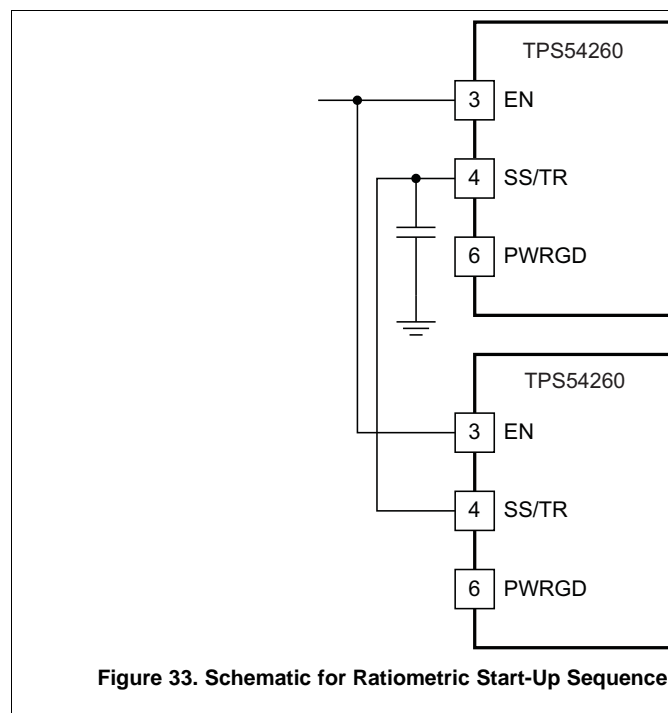 TPS54260
3 EN
4 SS/TR
6 PWRGD
TPS54260
3 EN
4 SS/TR
6 PWRGD
Figure 33. Schematic for Ratiometric Start-Up Sequence